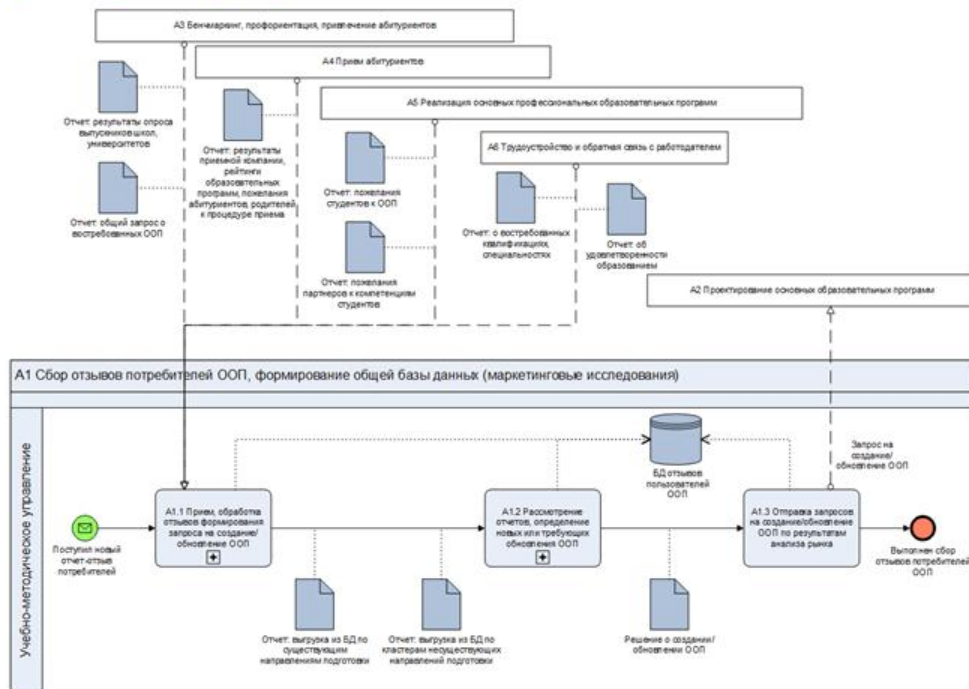 А3 Бенчмаркинг, профориентация, привлечение абитуриентов
А4 Прием абитуриентов
А5 Реализация основных профессиональных образовательных программ
А6 Трудоустройство и обратная связь с работодателем
Отчет: результаты опроса
выпускников школ,
университетов
Отчет: общий запрос о
востребованных ООП
Отчет: результаты
приемной компании,
рейтинги
образовательных
программ, пожелания
абитуриентов, родителей
к процедуре приема
Отчет: пожелания
студентов к ООП
Отчет: пожелания
партнеров к компетенциям
студентов
Отчет: о востребованных
квалификациях,
специальностях
Отчет: об
удовлетворенности
образованием
А2 Проектирование основных образовательных программ
А1 Сбор отзывов потребителей ООП, формирование общей базы данных (маркетинговые исследования)
Учебно-методическое управление
Поступил новый
отчет-отзыв
потребителей
А1.1 Прием, обработка
отзывов формирования
запроса на создание/
обновление ООП
А1.2 Рассмотрение
отчетов, определение
новых или требующих
обновления ООП
БД отзывов
пользователей
ООП
Запрос на
создание/
обновление ООП
А1.3 Отправка запросов
на создание/обновление
ООП по результатам
анализа рынка
Выполнен сбор
отзывов потребителей
ООП
Отчет: выгрузка из БД по
существующим
направлениям подготовки
Отчет: выгрузка из БД по
кластерам несуществующих
направлений подготовки
Решение о создании/
обновлении ООП